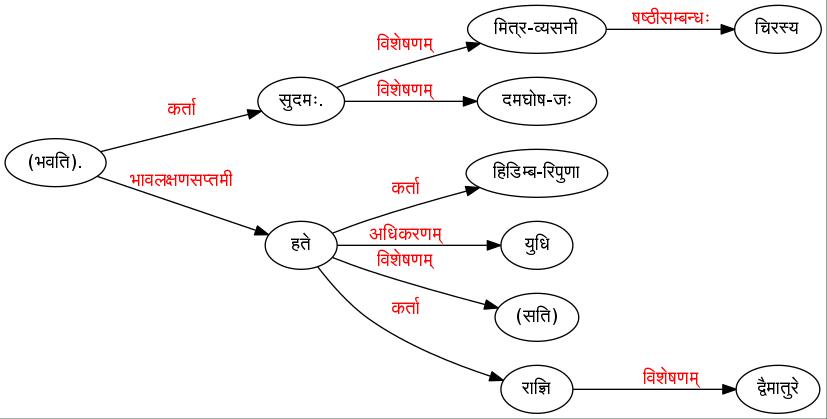 मित्र-व्यसनी
षष्ठीसम्बन्धः
चिरस्य
विशेषणम्
कर्ता
सुदमः.
विशेषणम्
दमघोष-जः
(भवति).
भावलक्षणसप्तमी
कर्ता
हिडिम्ब-रिपुणा
हते
अधिकरणम्
युधि
विशेषणम्
(सति)
कर्ता
राज्ञि
विशेषणम्
द्वैमातुरे